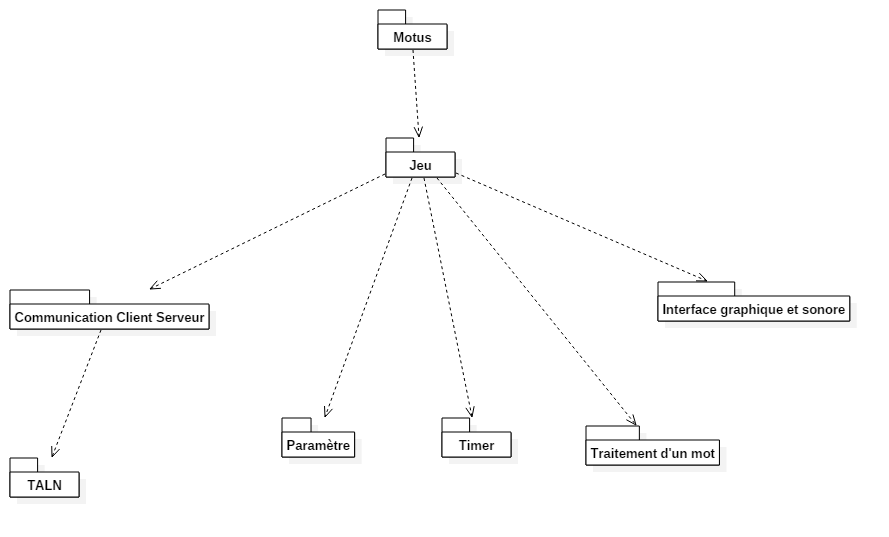 Motus
Jeu
Communication Client Serveur
Interface graphique et sonore
Paramètre
Timer
Traitement d'un mot
TALN